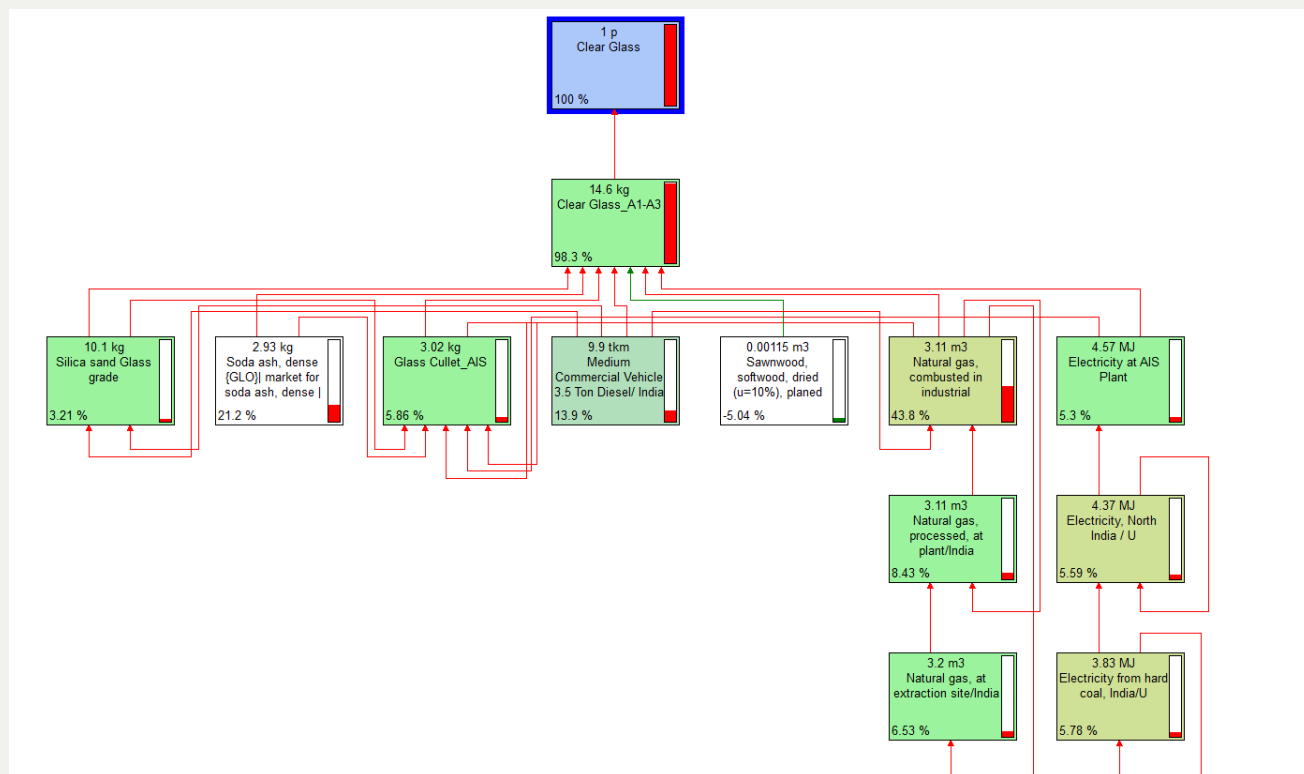 1 p
Clear Glass
100 %
14.6 kg
Clear Glass_A1-A3
98.3 %
10.1 kg
Silica sand Glass
grade
3.21 %
2.93 kg
Soda ash, dense
{GLO}| market for
soda ash, dense |
21.2 %
3.02 kg
Glass Cullet_AIS
5.86 %
9.9 tkm
Medium
Commercial Vehicle
3.5 Ton Diesel/ India
13.9 %
0.00115 m3
Sawnwood,
softwood, dried
(u=10%), planed
-5.04 %
3.11 m3
Natural gas,
combusted in
industrial
43.8 %
4.57 MJ
Electricity at AIS
Plant
5.3 %
3.11 m3
Natural gas,
processed, at
plant/India
8.43 %
4.37 MJ
Electricity, North
India / U
5.59 %
3.2 m3
Natural gas, at
extraction site/India
6.53 %
3.83 MJ
Electricity from hard
coal, India/U
5.78 %